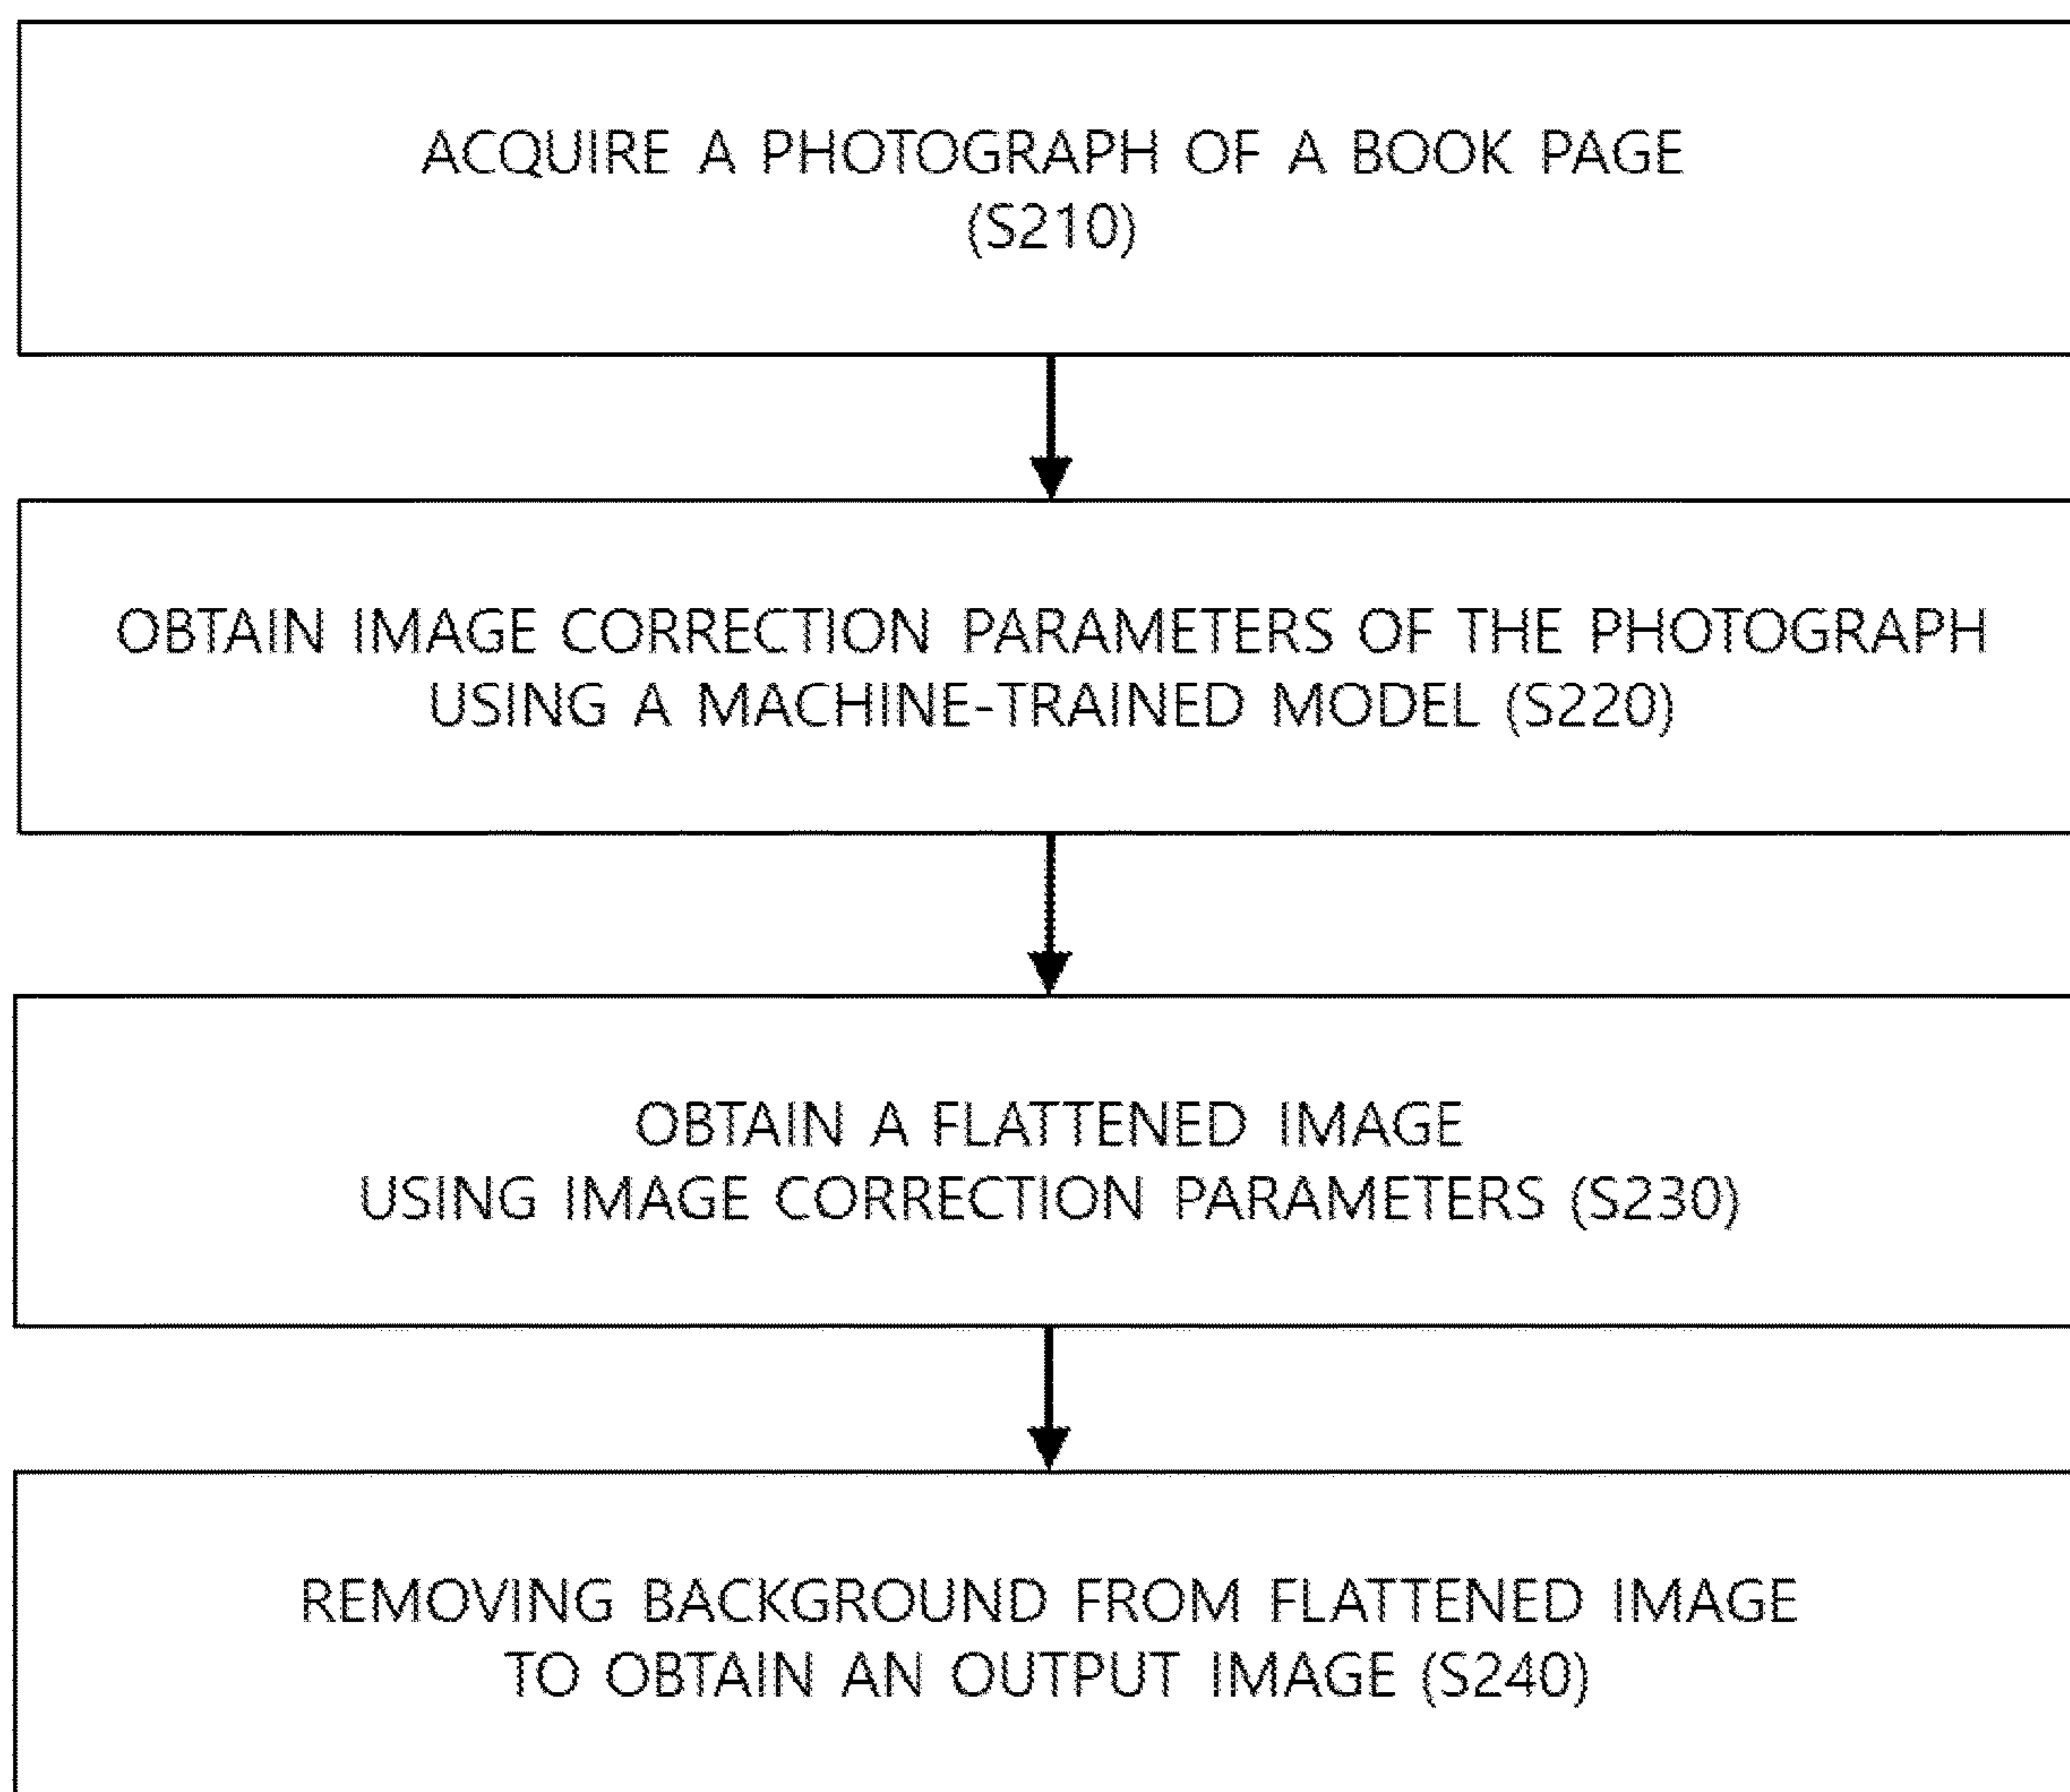 ACQUIRE A PHOTOGRAPH OF A BOOK PAGE
(S210)
OBTAIN IMAGE CORRECTION PARAMETERS OF THE PHOTOGRAPH
USING A MACHINE-TRAINED MODEL (S220)
OBTAIN A FLATTENED IMAGE
USING IMAGE CORRECTION PARAMETERS (S230)
REMOVING BACKGROUND FROM FLATTENED IMAGE
TO OBTAIN AN OUTPUT IMAGE (S240)